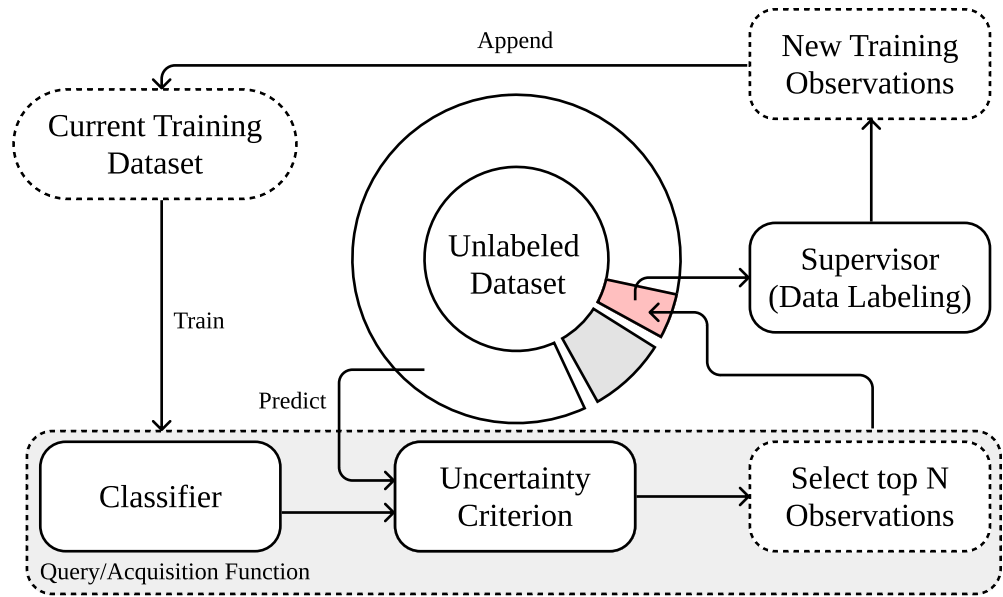 Append
New Training
Observations
Current Training
Dataset
Unlabeled
Dataset
Supervisor
(Data Labeling)
Train
Predict
Classifier
Uncertainty
Criterion
Select top N
Observations
Query/Acquisition Function